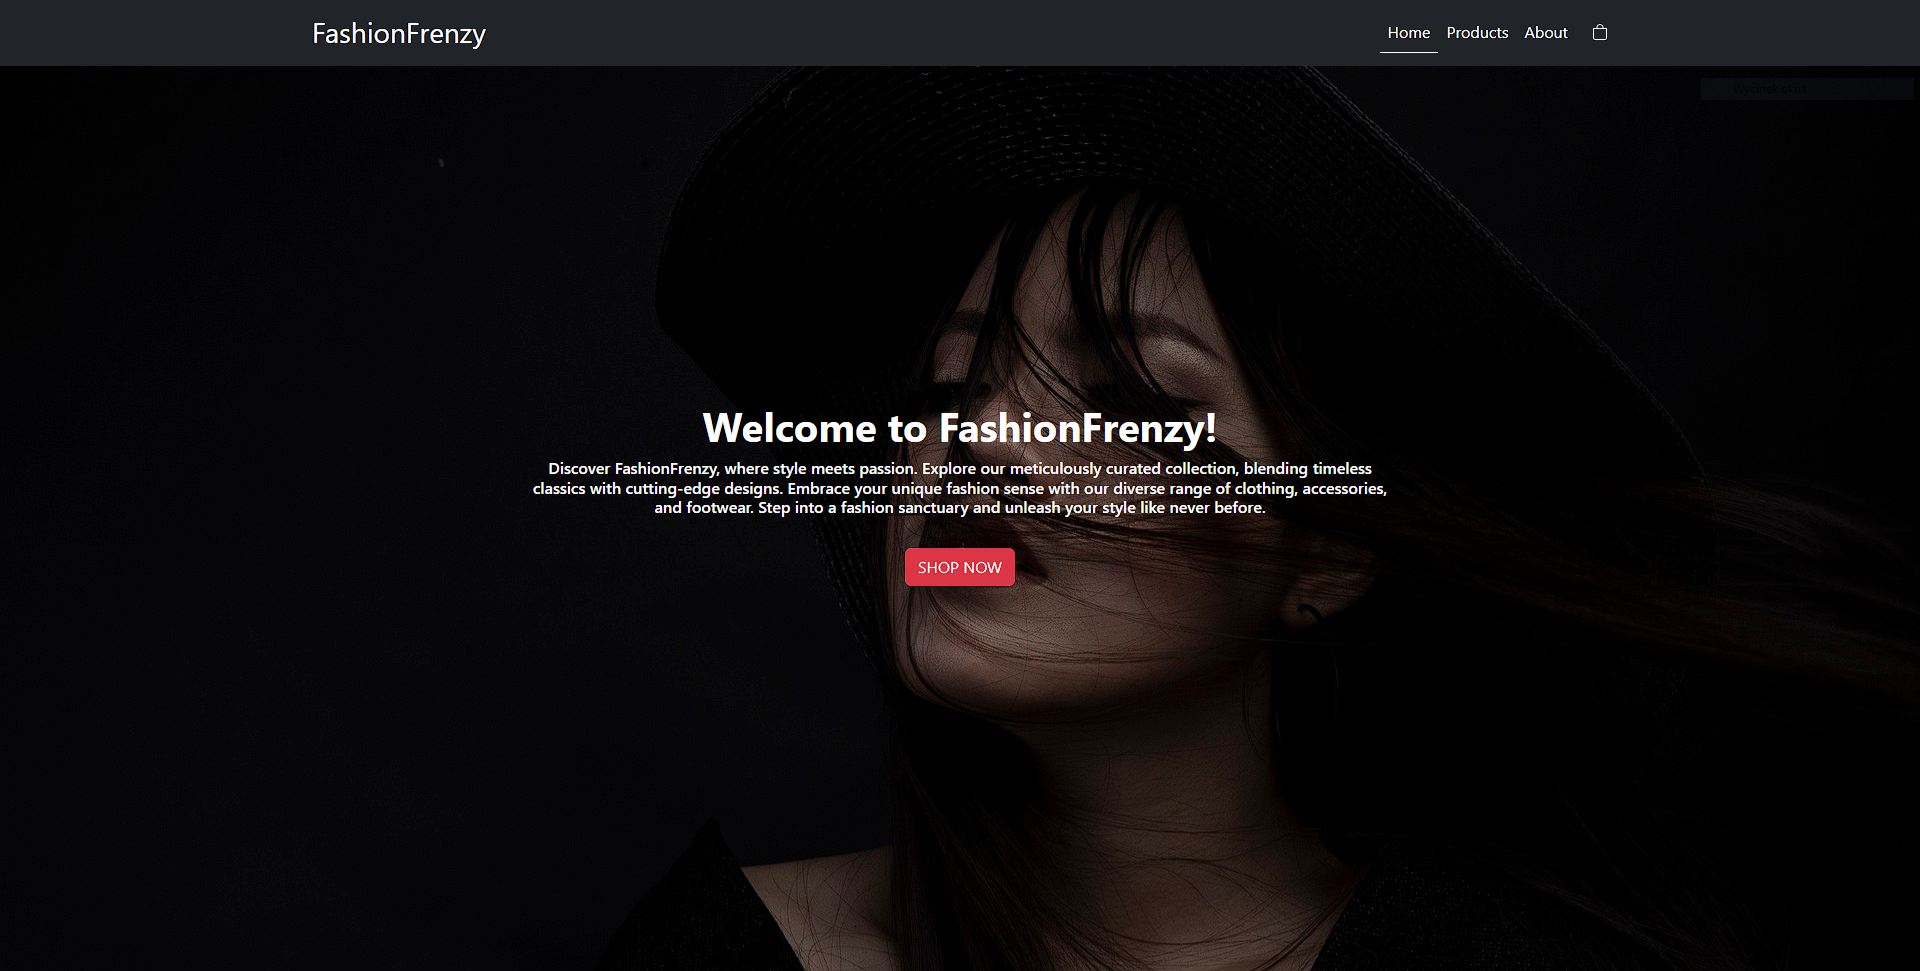 FashionFrenzy
Home Products About
Welcome to FashionFrenzy!
Discover FashionFrenzy, where style meets passion. Explore our meticulously curated collection, blending timeless
classics with cutting-edge designs. Embrace your unique fashion sense with our diverse range of clothing, accessories,
and footwear. Step into a fashion sanctuary and unleash your style like never before.
SHOP NOW